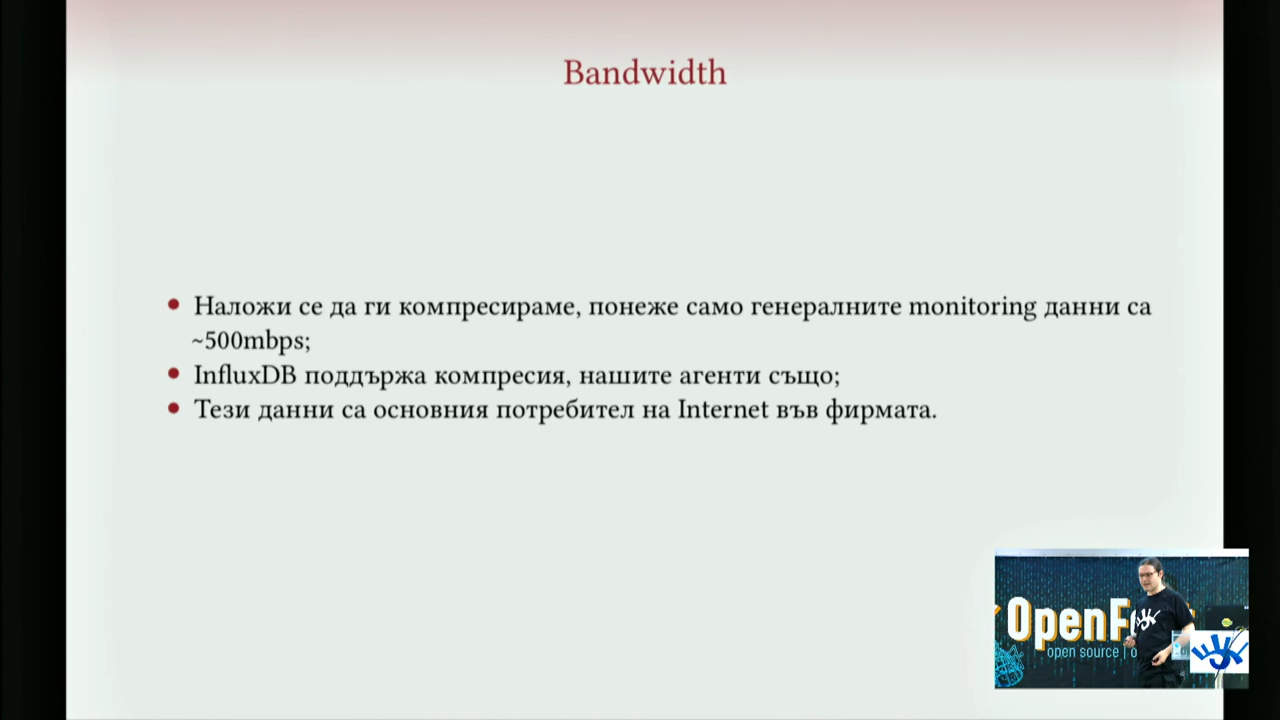 Bandwidth
Наложи се да ги компресираме, понеже само генералните monitoring данни са
~500mbps;
InfluxDB поддържа компресия, нашите агенти също;
Тези данни са основния потребител на Internet във фирмата.
OpenF
open source | o